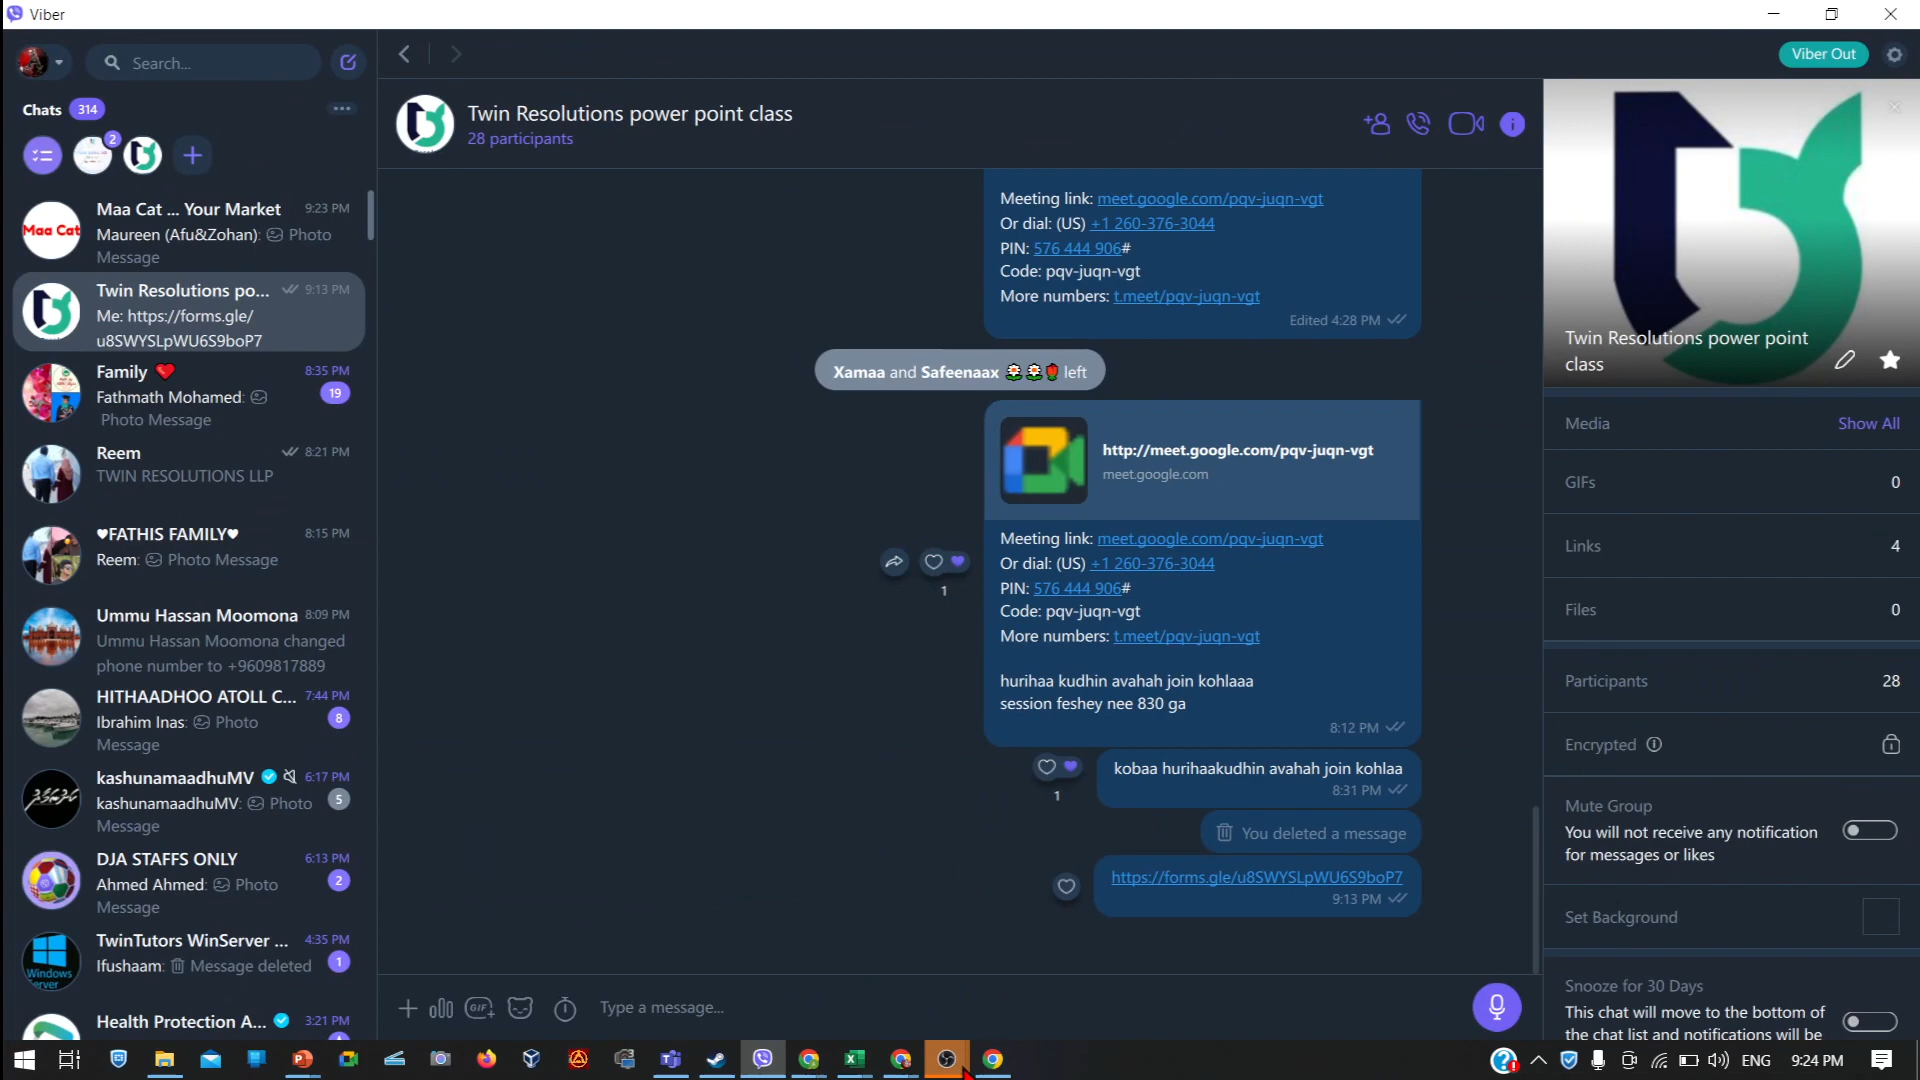 Viber
Search...
Viber Out
Chats 314
2
Maa Cat ... Your Market 9:23 PM
Maureen (Afu&Zohan): Photo
Message
Maa Cat
Twin Resolutions po... 9:13 PM
Me: https://forms.gle/
u8SWYSLpWU6S9boP7
Family 8:35 PM
Fathmath Mohamed: 19
Photo Message
Reem 8:21 PM
TWIN RESOLUTIONS LLP
♥FATHIS FAMILY♥ 8:15 PM
Reem: Photo Message
Ummu Hassan Moomona 8:09 PM
Ummu Hassan Moomona changed
phone number to +9609817889
HITHAADHOO ATOLL C... 7:44 PM
Ibrahim Inas: Photo 8
Message
kashunamaadhuMV 6:17 PM
kashunamaadhuMV: Photo 5
Message
DJA STAFFS ONLY 6:13 PM
Ahmed Ahmed: Photo 2
Message
TwinTutors WinServer ... 4:35 PM
Ifushaam: Message deleted 1
Windows
Server
Health Protection A... 3:21 PM
Twin Resolutions power point class
28 participants
Meeting link: meet.google.com/pqv-juqn-vgt
Or dial: (US) +1 260-376-3044
PIN: 576 444 906#
Code: pqv-juqn-vgt
More numbers: t.meet/pqv-juqn-vgt
Edited 4:28 PM
Xamaa and Safeenaax left
http://meet.google.com/pqv-juqn-vgt
meet.google.com
Meeting link: meet.google.com/pqv-juqn-vgt
Or dial: (US) +1 260-376-3044
PIN: 576 444 906#
Code: pqv-juqn-vgt
More numbers: t.meet/pqv-juqn-vgt
hurihaa kudhin avahah join kohlaaa
session feshey nee 830 ga
8:12 PM
1
kobaa hurihaakudhin avahah join kohlaa
8:31 PM
1
You deleted a message
https://forms.gle/u8SWYSLpWU6S9boP7
9:13 PM
GIF
Type a message...
Twin Resolutions power point
class
Media Show All
GIFs 0
Links 4
Files 0
Participants 28
Encrypted
Mute Group
You will not receive any notification
for messages or likes
Set Background
Snooze for 30 Days
This chat will move to the bottom of
the chat list and notifications will be
ENG 9:24 PM